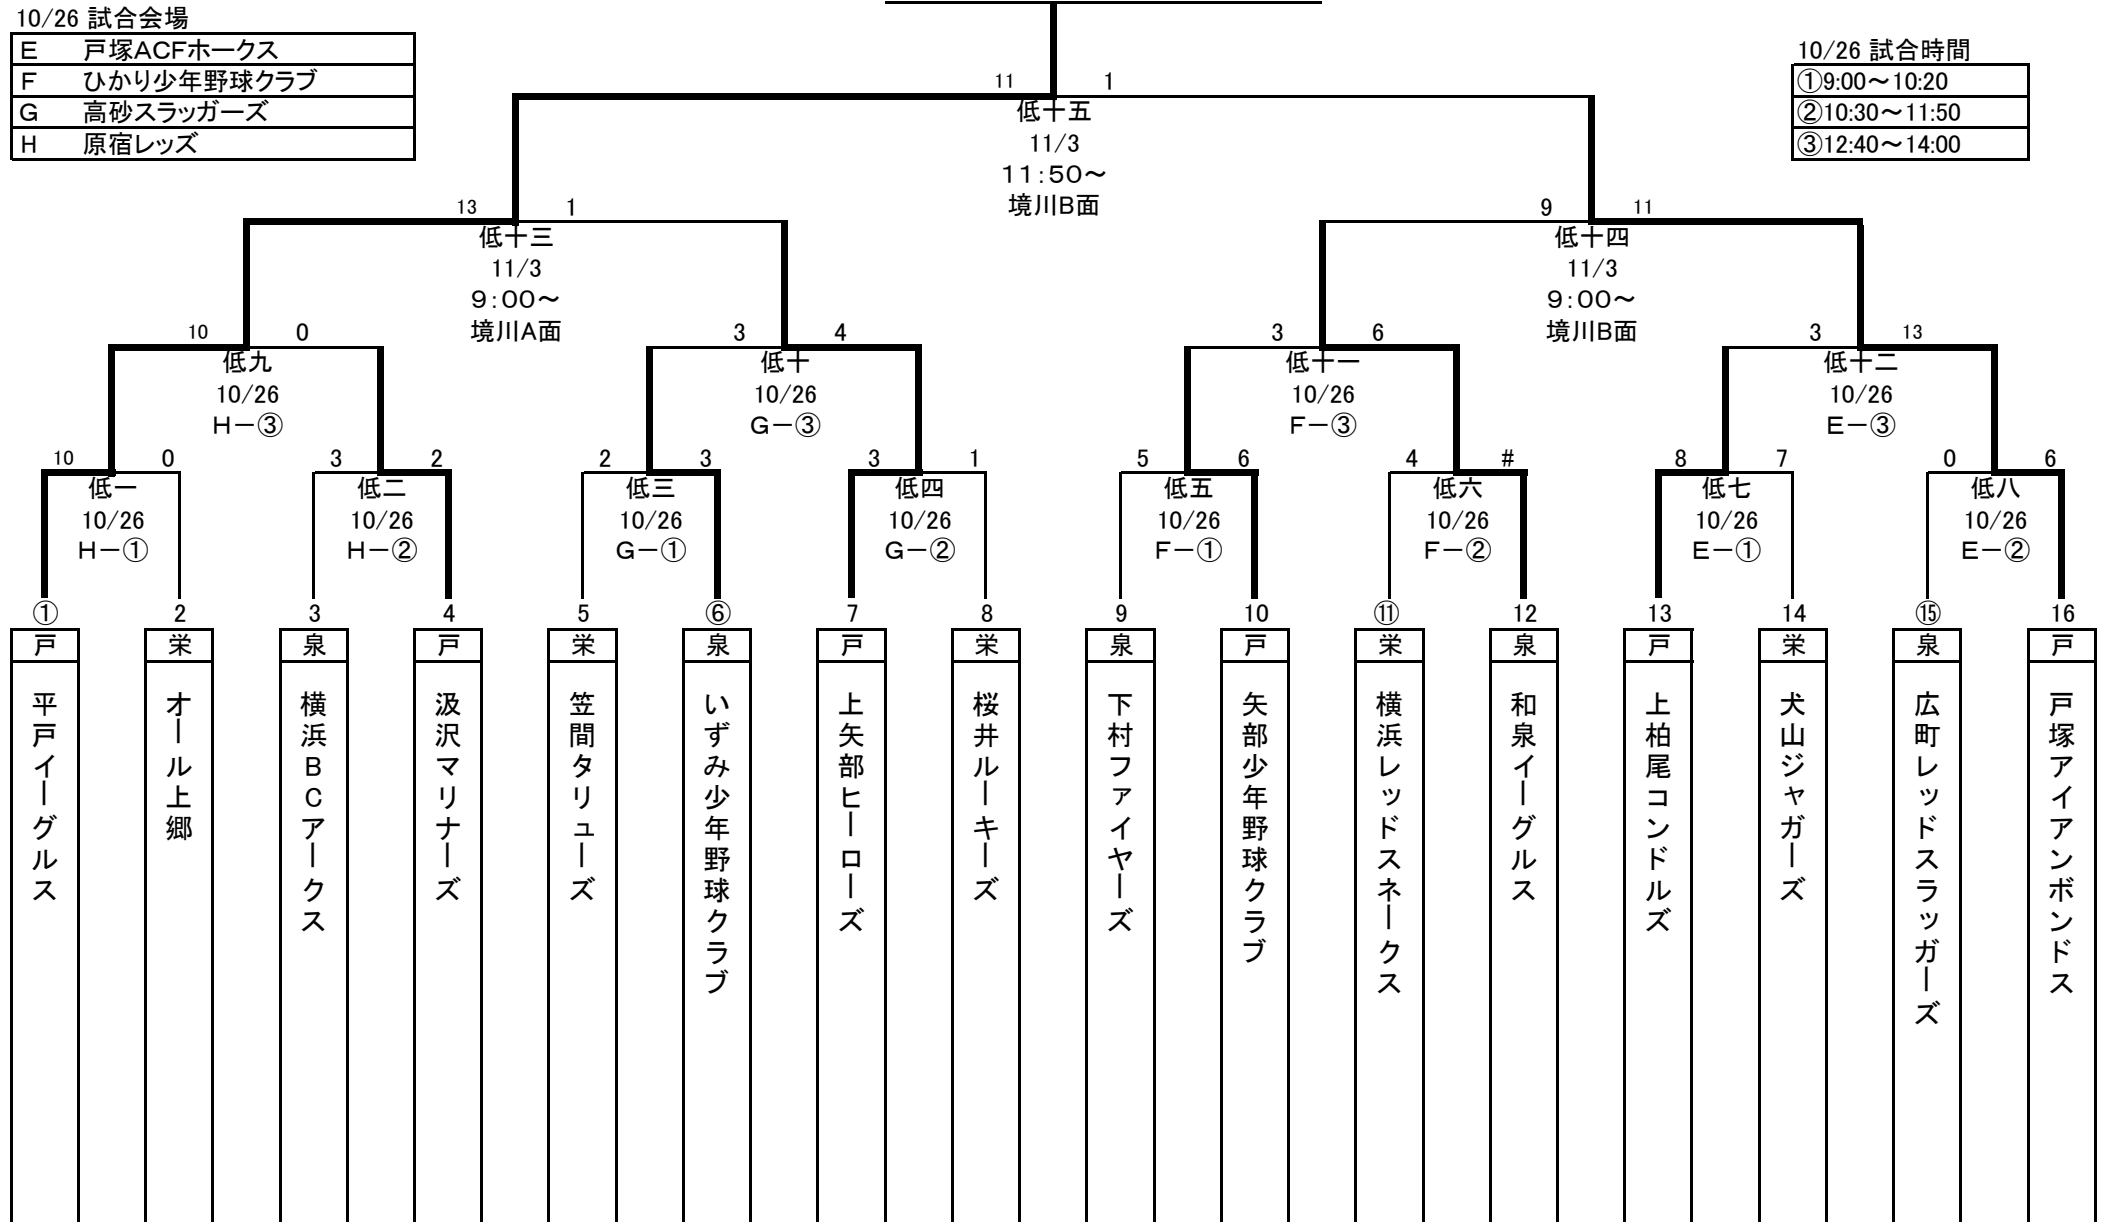 10/26 試合会場
E 戸塚ACFホークス
F ひかり少年野球クラブ
G 高砂スラッガーズ
H 原宿レッズ
10/26 試合時間
①9:00～10:20
②10:30～11:50
③12:40～14:00
11 1
低十五
11/3
11:50～
境川B面
13 1
低十三
11/3
9:00～
境川A面
9 11
低十四
11/3
9:00～
境川B面
10 0
低九
10/26
H－③
3 4
低十
10/26
G－③
3 6
低十一
10/26
F－③
3 13
低十二
10/26
E－③
10 0
低一
10/26
H－①
3 2
低二
10/26
H－②
2 3
低三
10/26
G－①
3 1
低四
10/26
G－②
5 6
低五
10/26
F－①
4 #
低六
10/26
F－②
8 7
低七
10/26
E－①
0 6
低八
10/26
E－②
①
戸
平戸イーグルス
2
栄
オール上郷
3
泉
横浜BCアークス
4
戸
汲沢マリナーズ
5
栄
笠間タリューズ
⑥
泉
いずみ少年野球クラブ
7
戸
上矢部ヒーローズ
8
栄
桜井ルーキーズ
9
泉
下村ファイヤーズ
10
戸
矢部少年野球クラブ
⑪
栄
横浜レッドスネークス
12
泉
和泉イーグルス
13
戸
上柏尾コンドルズ
14
栄
犬山ジャガーズ
⑮
泉
広町レッドスラッガーズ
16
戸
戸塚アイアンボンドス